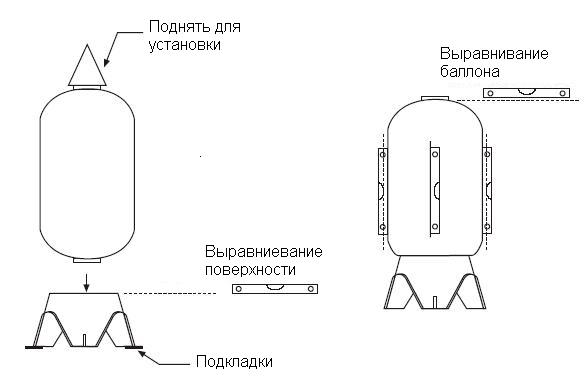 Поднять для
установки
Выравнивание
баллона
Выравниевание
поверхности
Подкладки